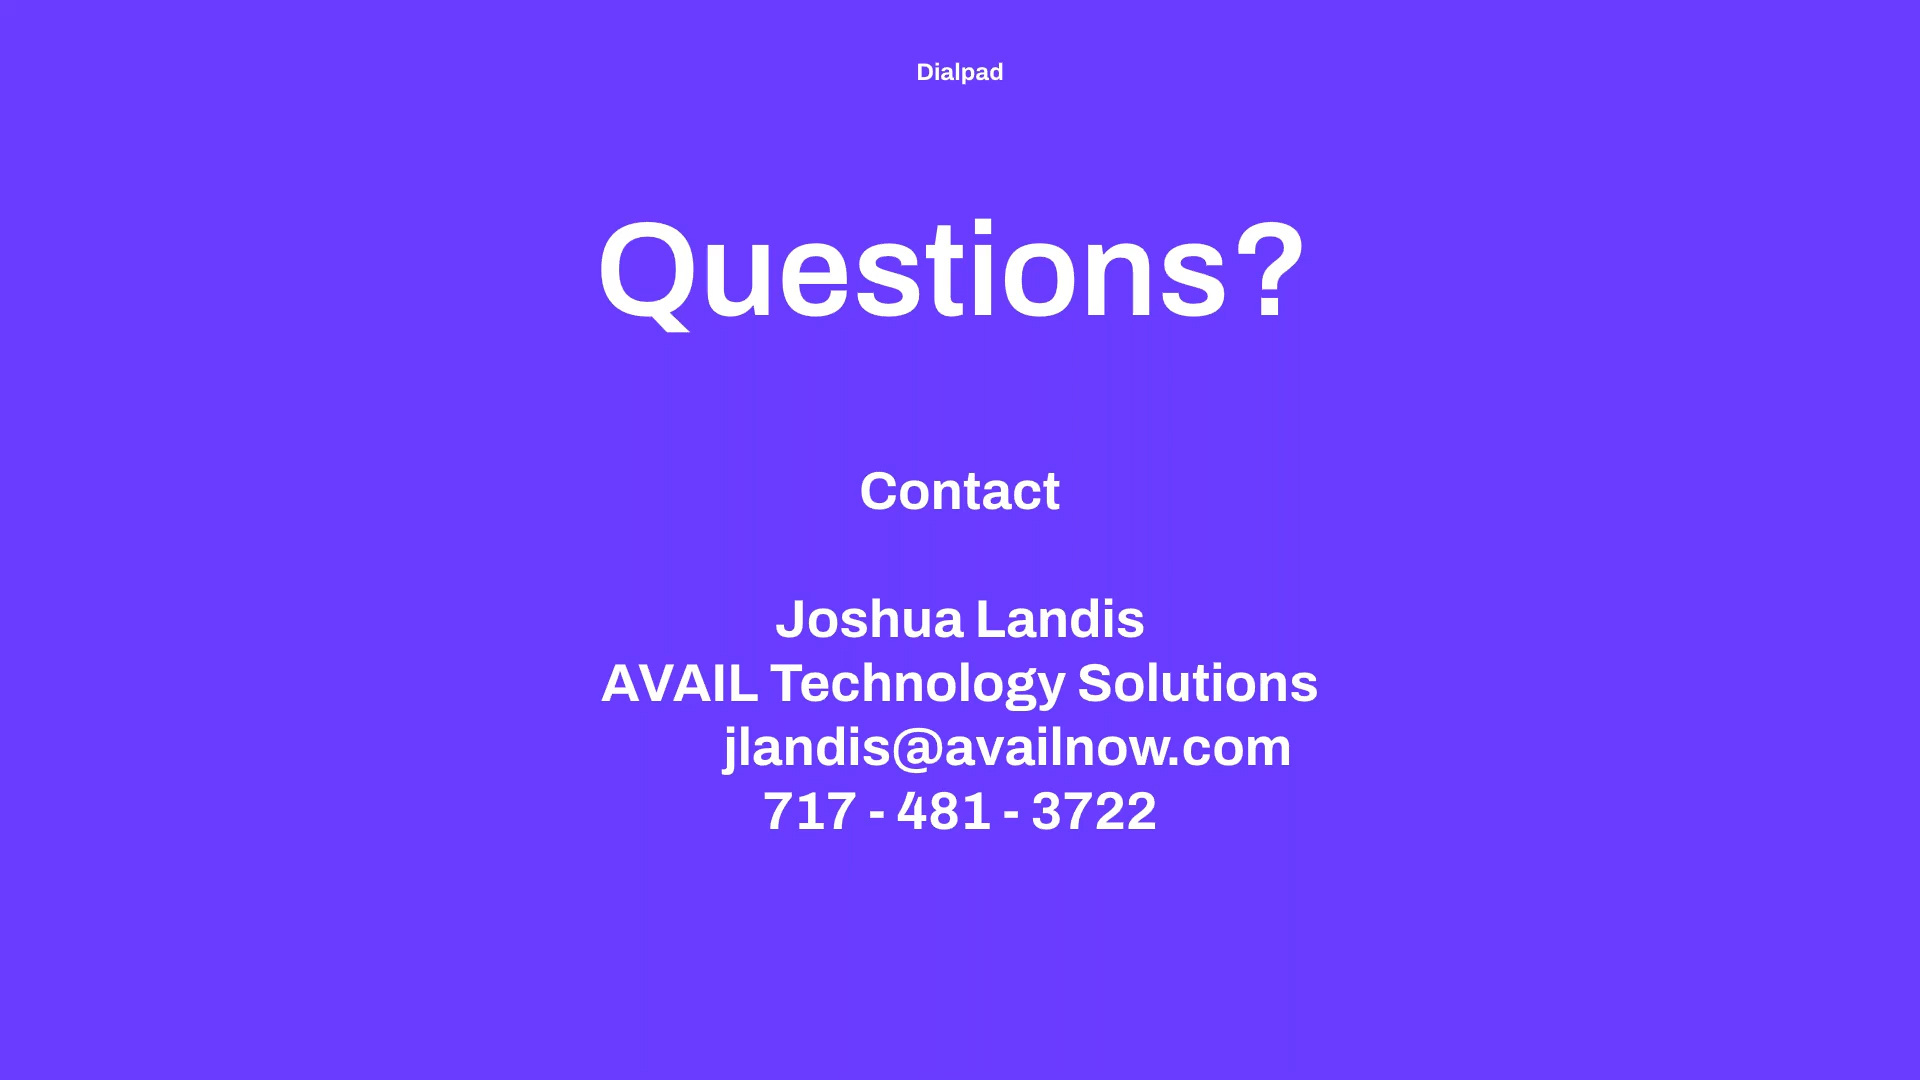 Dialpad
Questions?
Contact
Joshua Landis
AVAIL Technology Solutions
jlandis@availnow.com
717 - 481 - 3722